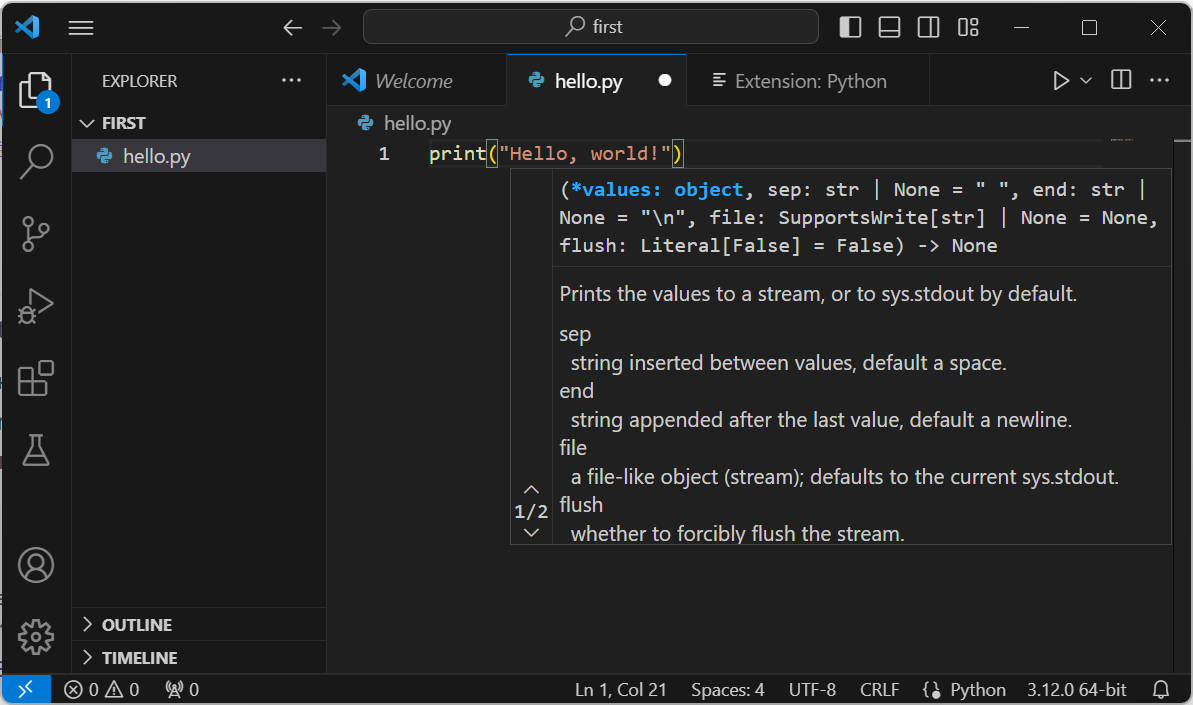 first
EXPLORER
Welcome
hello.py
Extension: Python
1
FIRST
hello.py
hello.py
1
print("Hello, world!")
(*values: object, sep: str | None = " ", end: str |
None = "\n", file: SupportsWrite[str] | None = None,
flush: Literal[False] = False) -> None
Prints the values to a stream, or to sys.stdout by default.
sep
string inserted between values, default a space.
end
string appended after the last value, default a newline.
file
a file-like object (stream); defaults to the current sys.stdout.
1/2
flush
whether to forcibly flush the stream.
OUTLINE
TIMELINE
0 0 0 Ln 1, Col 21 Spaces: 4 UTF-8 CRLF Python 3.12.0 64-bit